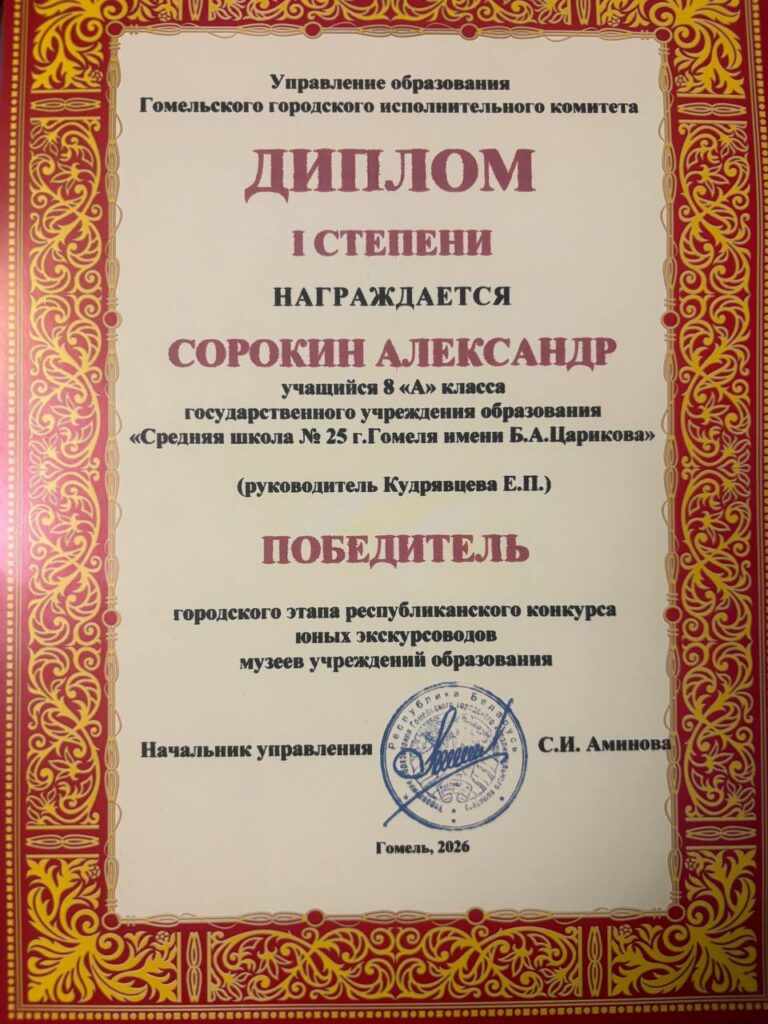 Управление образования
Гомельского городского исполнительного комитета
ДИПЛОМ
I СТЕПЕНИ
НАГРАЖДАЕТСЯ
СОРОКИН АЛЕКСАНДР
учащийся 8 «А» класса
государственного учреждения образования
«Средняя школа № 25 г.Гомеля имени Б.А.Царикова»
(руководитель Кудрявцева Е.П.)
ПОБЕДИТЕЛЬ
городского этапа республиканского конкурса
юных экскурсоводов
музеев учреждений образования
Республика Беларусь
Начальник управления
С.И. Аминова
Гомель, 2026